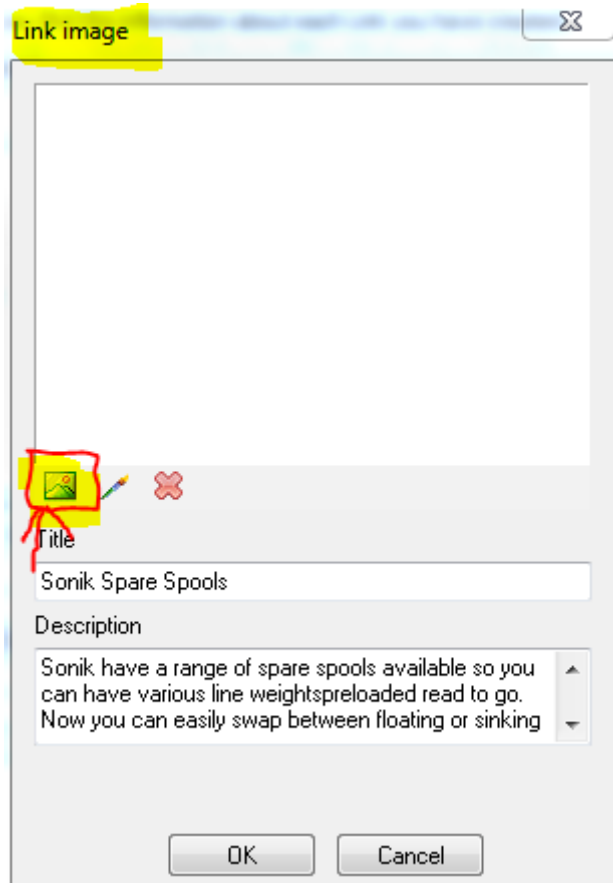 Link image
Title
Sonik Spare Spools
Description
Sonik have a range of spare spools available so you
can have various line weightspreloaded read to go.
Now you can easily swap between floating or sinking
OK
Cancel